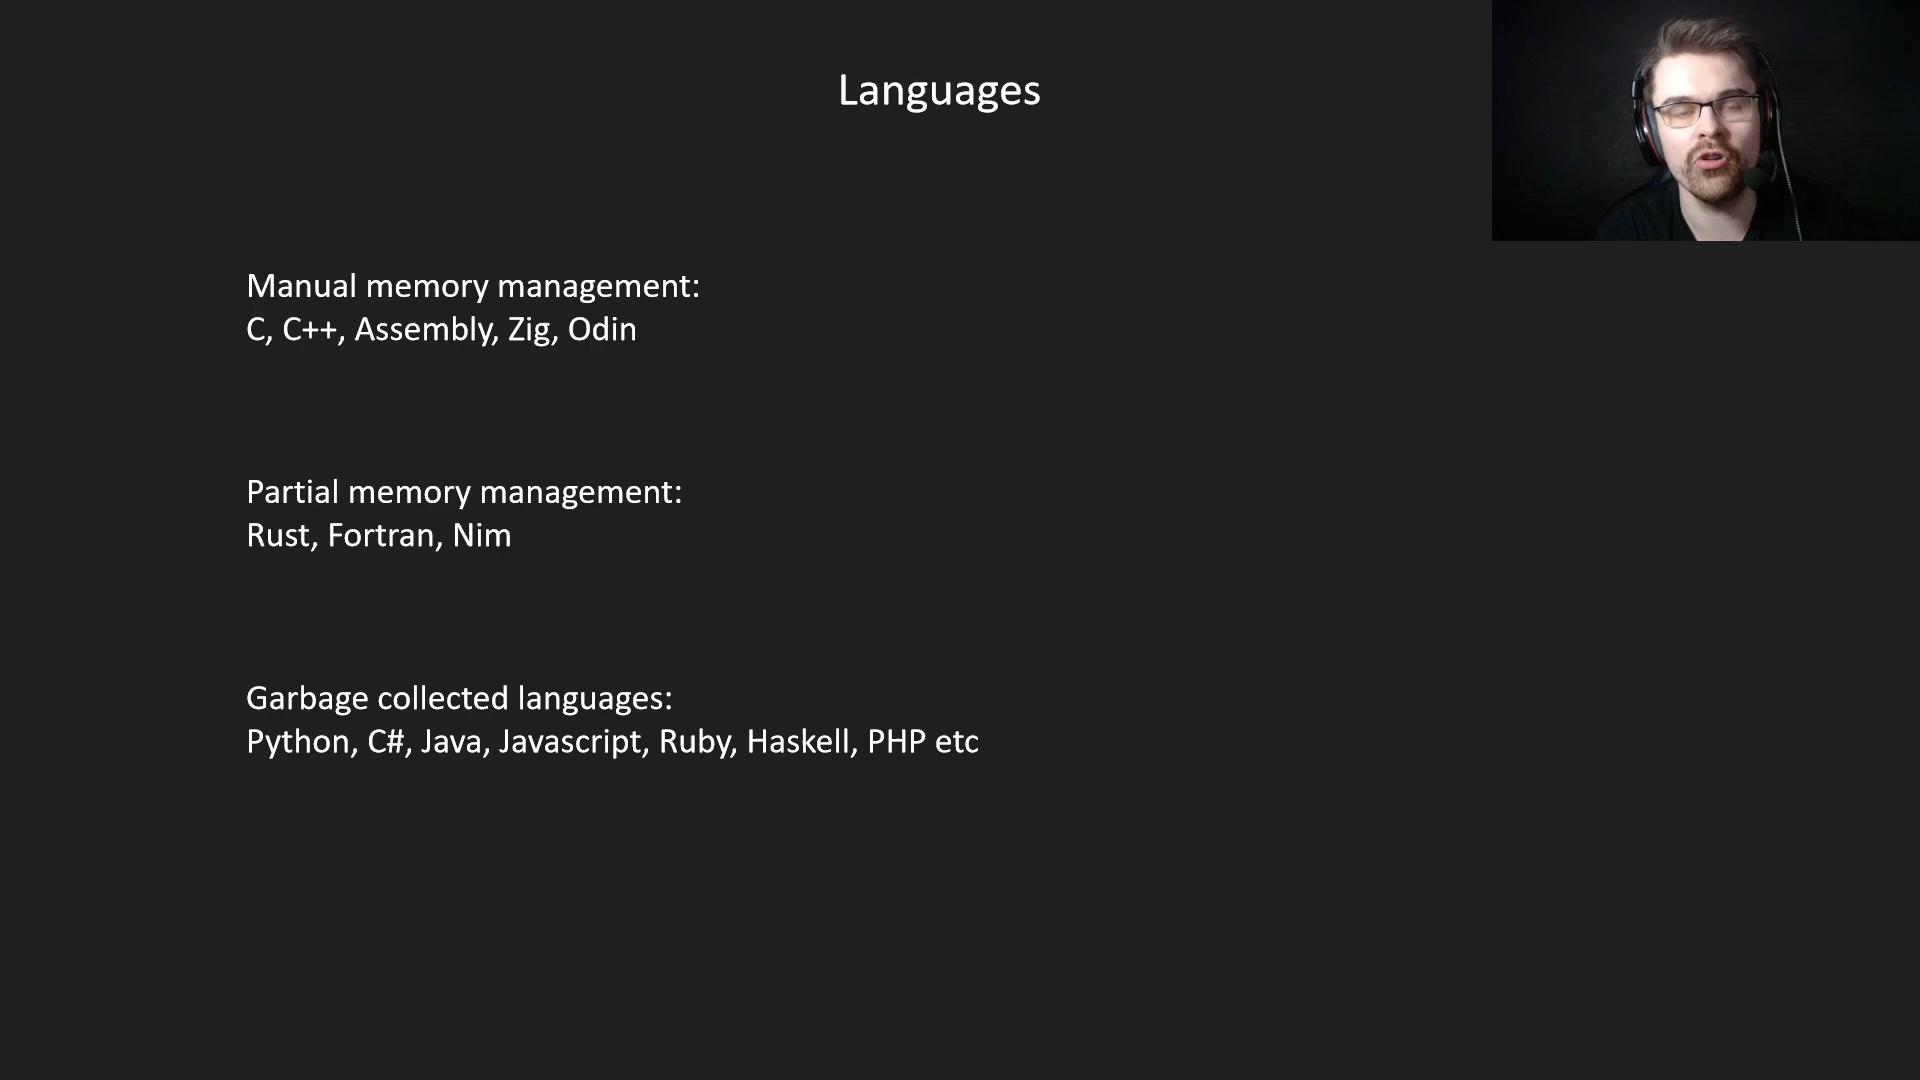 Languages
Manual memory management:
C, C++, Assembly, Zig, Odin
Partial memory management:
Rust, Fortran, Nim
Garbage collected languages:
Python, C#, Java, Javascript, Ruby, Haskell, PHP etc